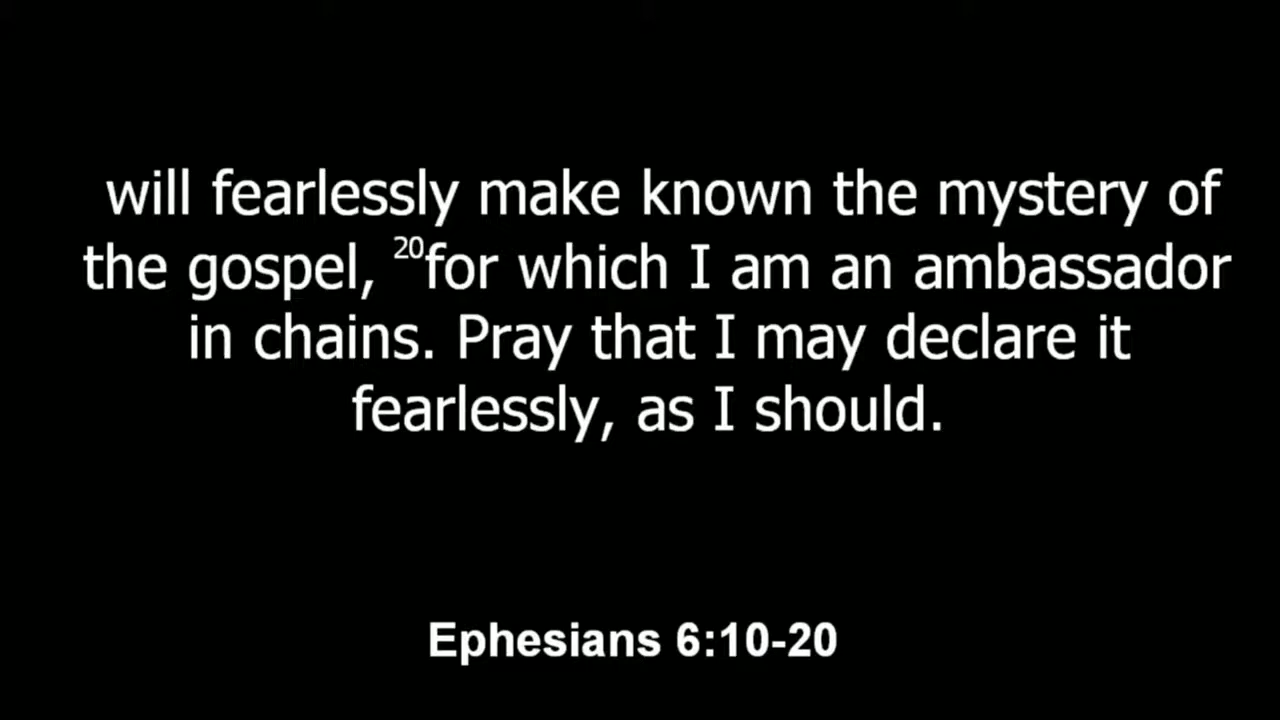 will fearlessly make known the mystery of
the gospel, ²⁰for which I am an ambassador
in chains. Pray that I may declare it
fearlessly, as I should.
Ephesians 6:10-20